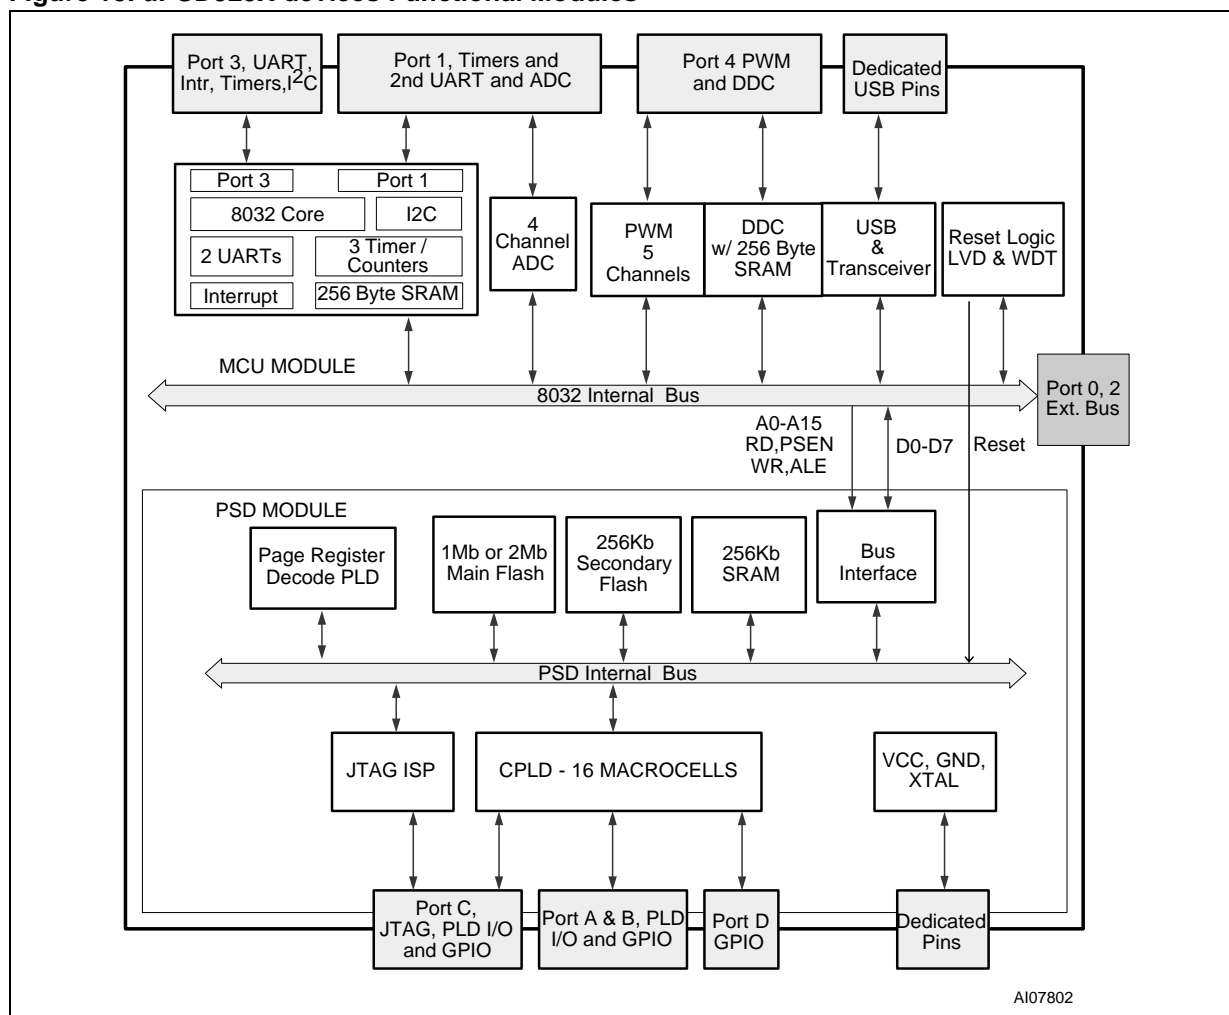 Port 3, UART,
Intr, Timers,I2C
Port 1, Timers and
2nd UART and ADC
Port 4 PWM
and DDC
Dedicated
USB Pins
Port 3
Port 1
8032 Core
I2C
2 UARTs
3 Timer /
Counters
Interrupt
256 Byte SRAM
4
Channel
ADC
PWM
5
Channels
DDC
w/ 256 Byte
SRAM
USB
&
Transceiver
Reset Logic
LVD & WDT
MCU MODULE
8032 Internal Bus
Port 0, 2
Ext. Bus
A0-A15
RD,PSEN
WR,ALE
D0-D7
Reset
PSD MODULE
Page Register
Decode PLD
1Mb or 2Mb
Main Flash
256Kb
Secondary
Flash
256Kb
SRAM
Bus
Interface
PSD Internal Bus
JTAG ISP
CPLD - 16 MACROCELLS
VCC, GND,
XTAL
Port C,
JTAG, PLD I/O
and GPIO
Port A & B, PLD
I/O and GPIO
Port D
GPIO
Dedicated
Pins
AI07802